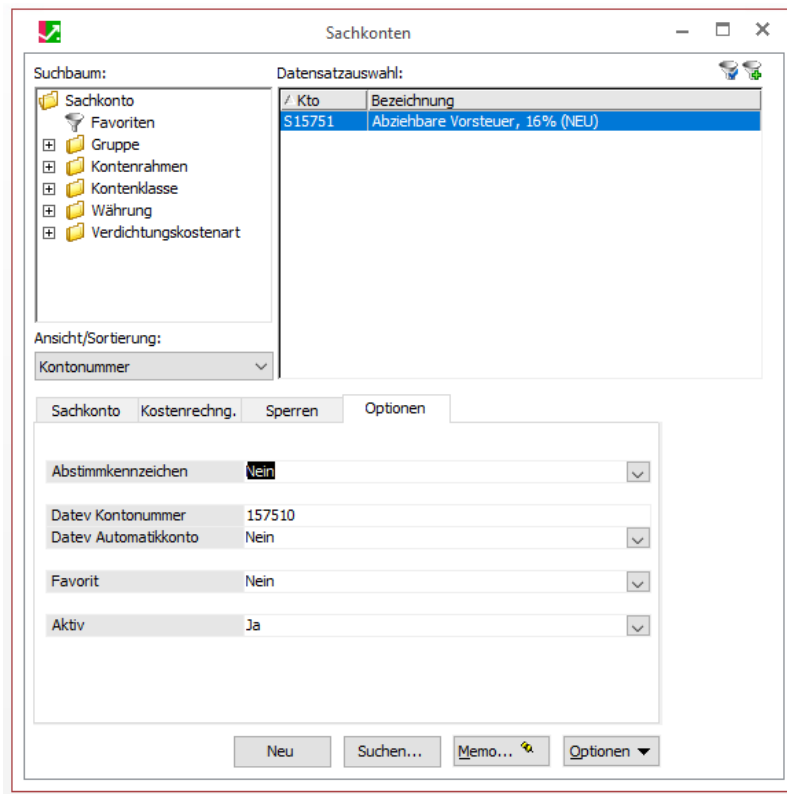 Sachkonten
Suchbaum:
Datensatzauswahl:
Sachkonto
Favoriten
Gruppe
Kontenrahmen
Kontenklasse
Währung
Verdichtungskostenart
Kto Bezeichnung
S15751 Abziehbare Vorsteuer, 16% (NEU)
Ansicht/Sortierung:
Kontonummer
Sachkonto Kostenrechng. Sperren Optionen
Abstimmkennzeichen Nein
Datev Kontonummer 157510
Datev Automatikkonto Nein
Favorit Nein
Aktiv Ja
Neu Suchen... Memo... Optionen